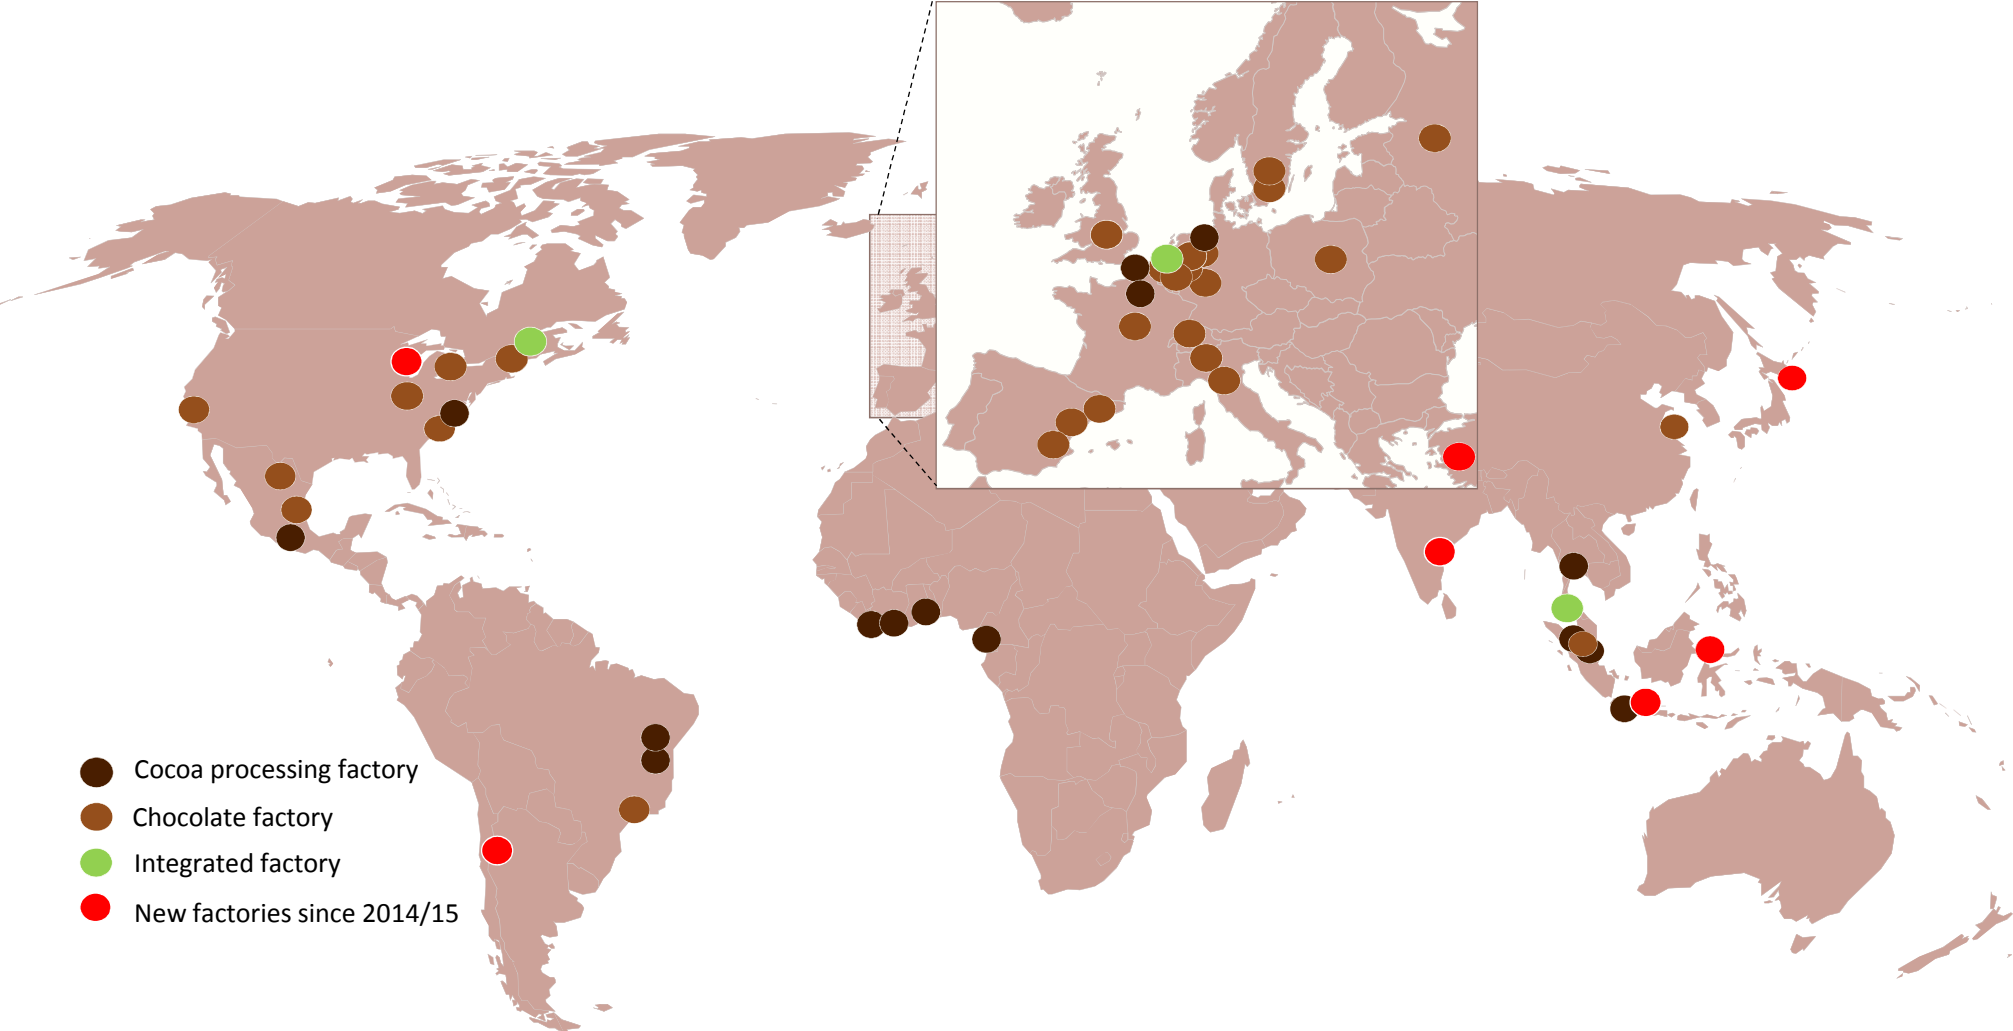 Cocoa processing factory
Chocolate factory
Integrated factory
New factories since 2014/15